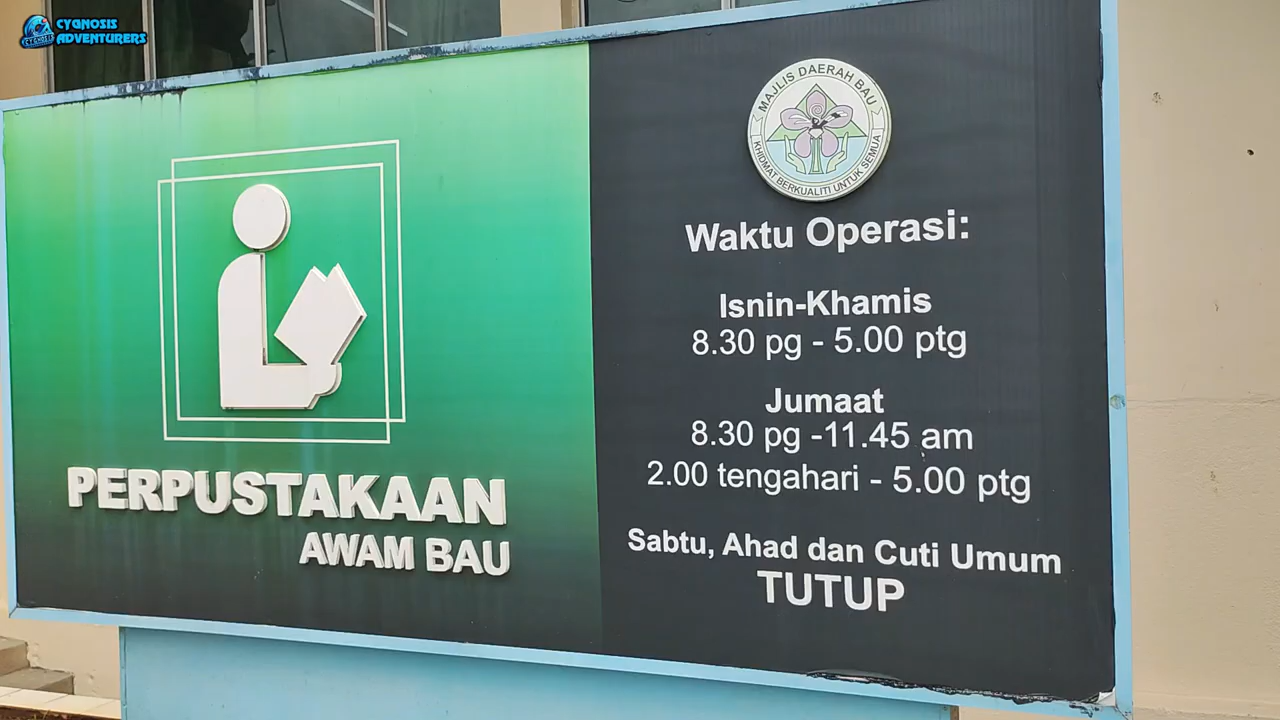 CYGNOSIS
ADVENTURERS
PERPUSTAKAAN
AWAM BAU
MAJLIS DAERAH BAU
KHIDMAT BERKUALITI UNTUK SEMUA
Waktu Operasi:
Isnin-Khamis
8.30 pg - 5.00 ptg
Jumaat
8.30 pg -11.45 am
2.00 tengahari - 5.00 ptg
Sabtu, Ahad dan Cuti Umum
TUTUP